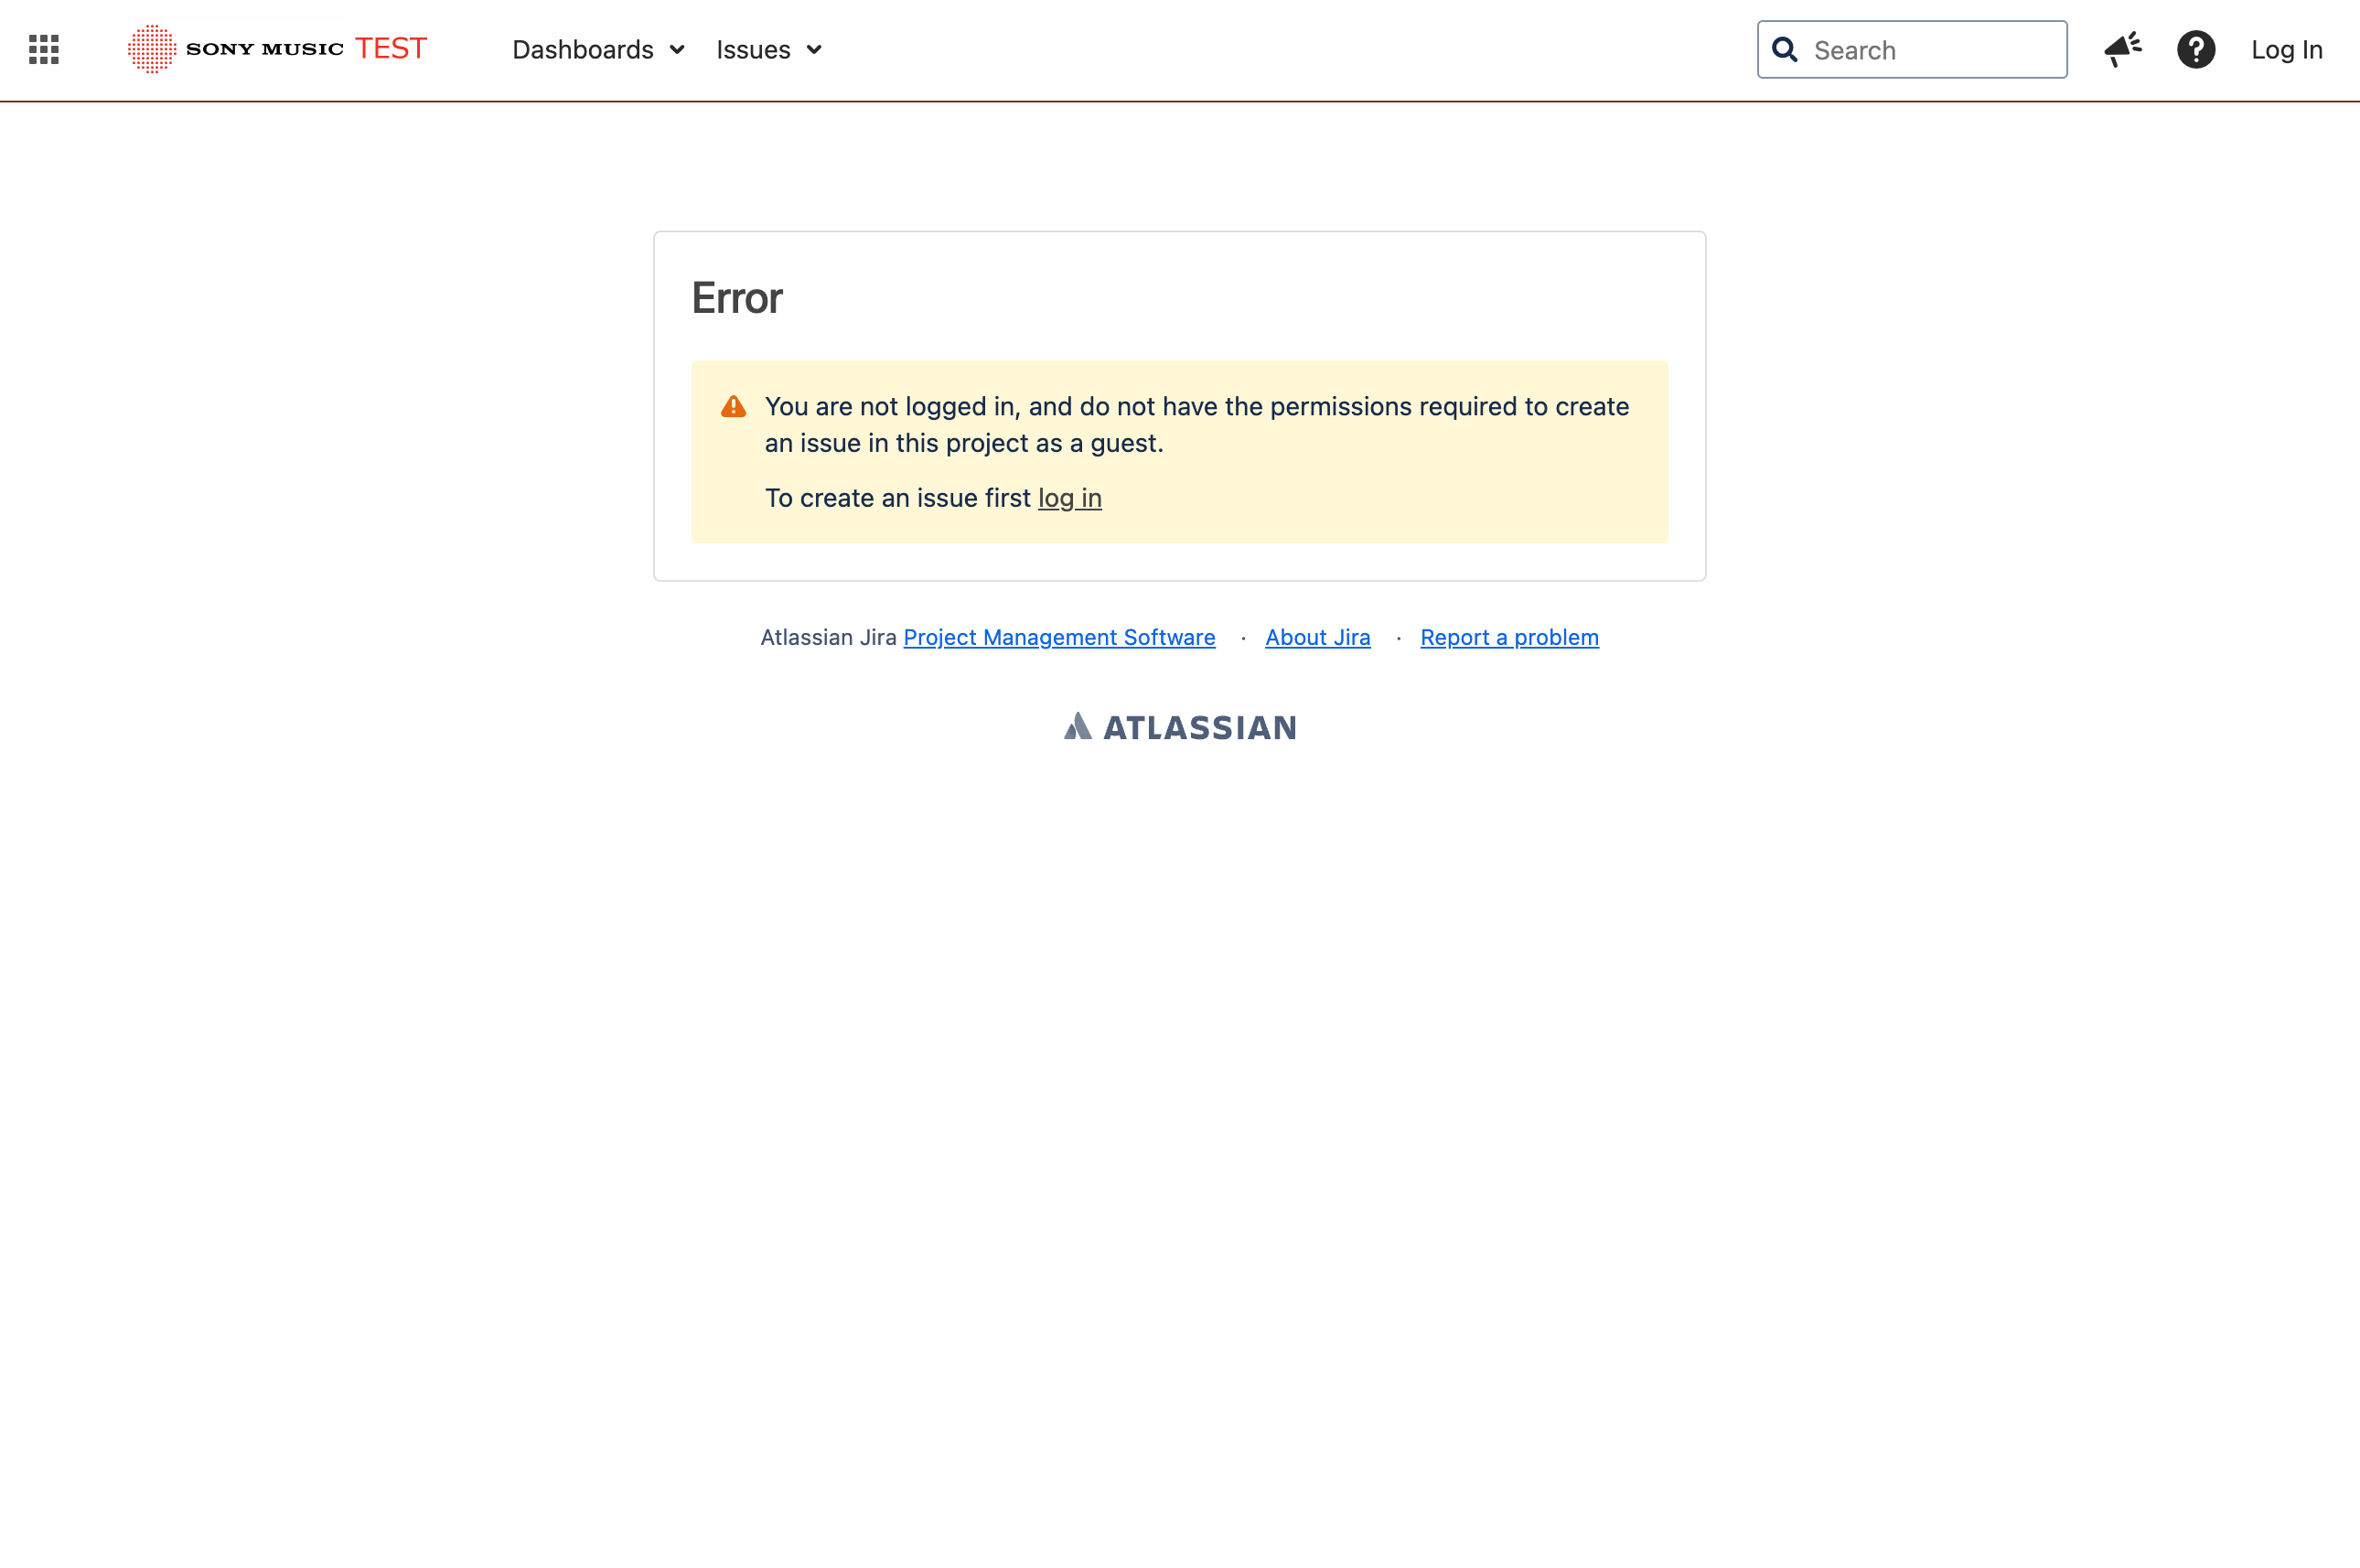 SONY MUSIC TEST
Dashboards
Issues
Search
Log In
Error
You are not logged in, and do not have the permissions required to create
an issue in this project as a guest.
To create an issue first log in
Atlassian Jira Project Management Software · About Jira · Report a problem
ATLASSIAN